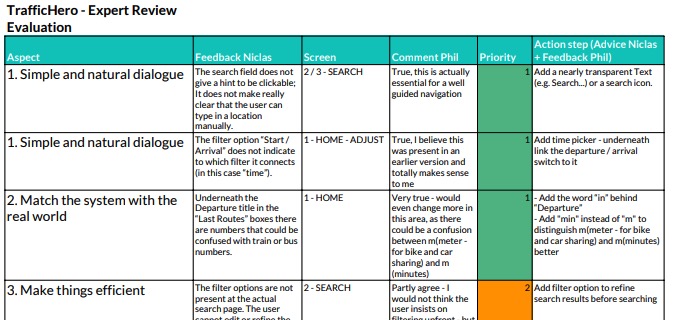 TrafficHero - Expert Review
Evaluation
Aspect
Feedback Niclas
Screen
Comment Phil
Priority
Action step (Advice Niclas
+ Feedback Phil)
1. Simple and natural dialogue
The search field does not
give a hint to be clickable;
It does not make really
clear that the user can
type in a location
manually.
2 / 3 - SEARCH
True, this is actually
essential for a well
guided navigation
1
Add a nearly transparent Text
(e.g. Search...) or a search icon.
1. Simple and natural dialogue
The filter option "Start /
Arrival" does not indicate
to which filter it connects
(in this case "time").
1 - HOME - ADJUST
True, I believe this
was present in an
earlier version and
totally makes sense
to me
1
Add time picker - underneath
link the departure / arrival
switch to it
2. Match the system with the
real world
Underneath the
Departure title in the
"Last Routes" boxes there
are numbers that could be
confused with train or bus
numbers.
1 - HOME
Very true - would
even change more in
this area, as there
could be a confusion
between m(meter -
for bike and car
sharing) and m
(minutes)
1
- Add the word "in" behind
"Departure"
- Add "min" instead of "m" to
distinguish m(meter - for bike
and car sharing) and m(minutes)
better
3. Make things efficient
The filter options are not
present at the actual
search page. The user
cannot edit or refine the
2 - SEARCH
Partly agree - I
would not think the
user insists on
filtering upfront - but
2
Add filter option to refine
search results before searching